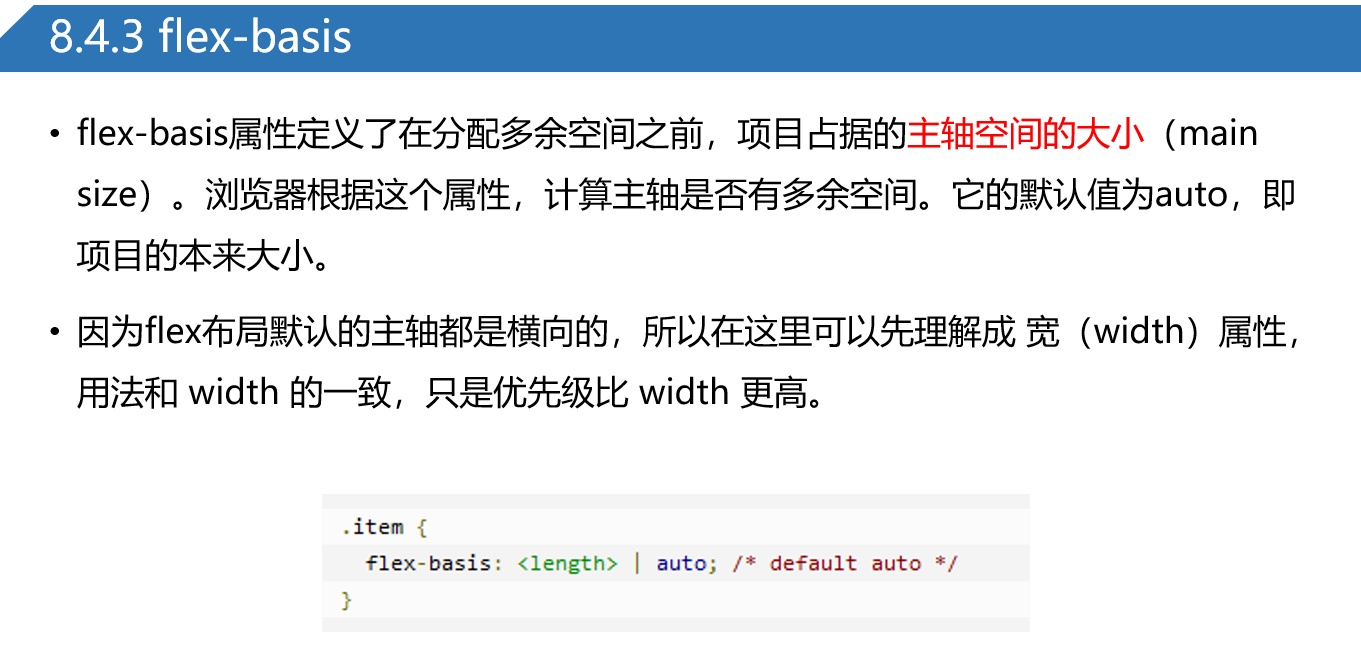 8.4.3 flex-basis
• flex-basis属性定义了在分配多余空间之前，项目占据的主轴空间的大小（main
size）。浏览器根据这个属性，计算主轴是否有多余空间。它的默认值为auto，即
项目的本来大小。
• 因为flex布局默认的主轴都是横向的，所以在这里可以先理解成 宽（width）属性，
用法和 width 的一致，只是优先级比 width 更高。
.item {
  flex-basis: <length> | auto; /* default auto */
}